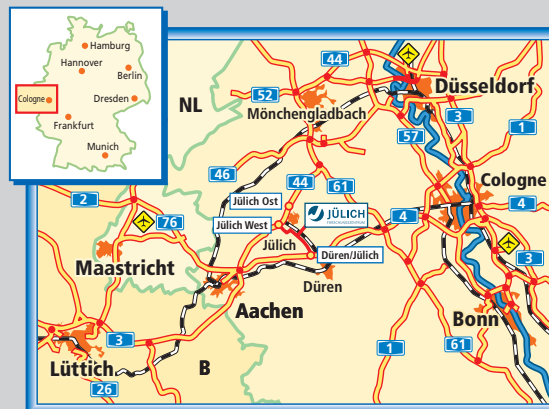 Hamburg
Hannover
Berlin
Cologne
Dresden
Frankfurt
Munich
44
Düsseldorf
52
NL
Mönchengladbach
3
57
1
46
44
61
Cologne
2
Jülich Ost
JÜLICH
FORSCHUNGSZENTRUM
4
4
76
Jülich West
Jülich
Düren/Jülich
3
Maastricht
Düren
Aachen
Bonn
3
1
61
Lüttich
B
26